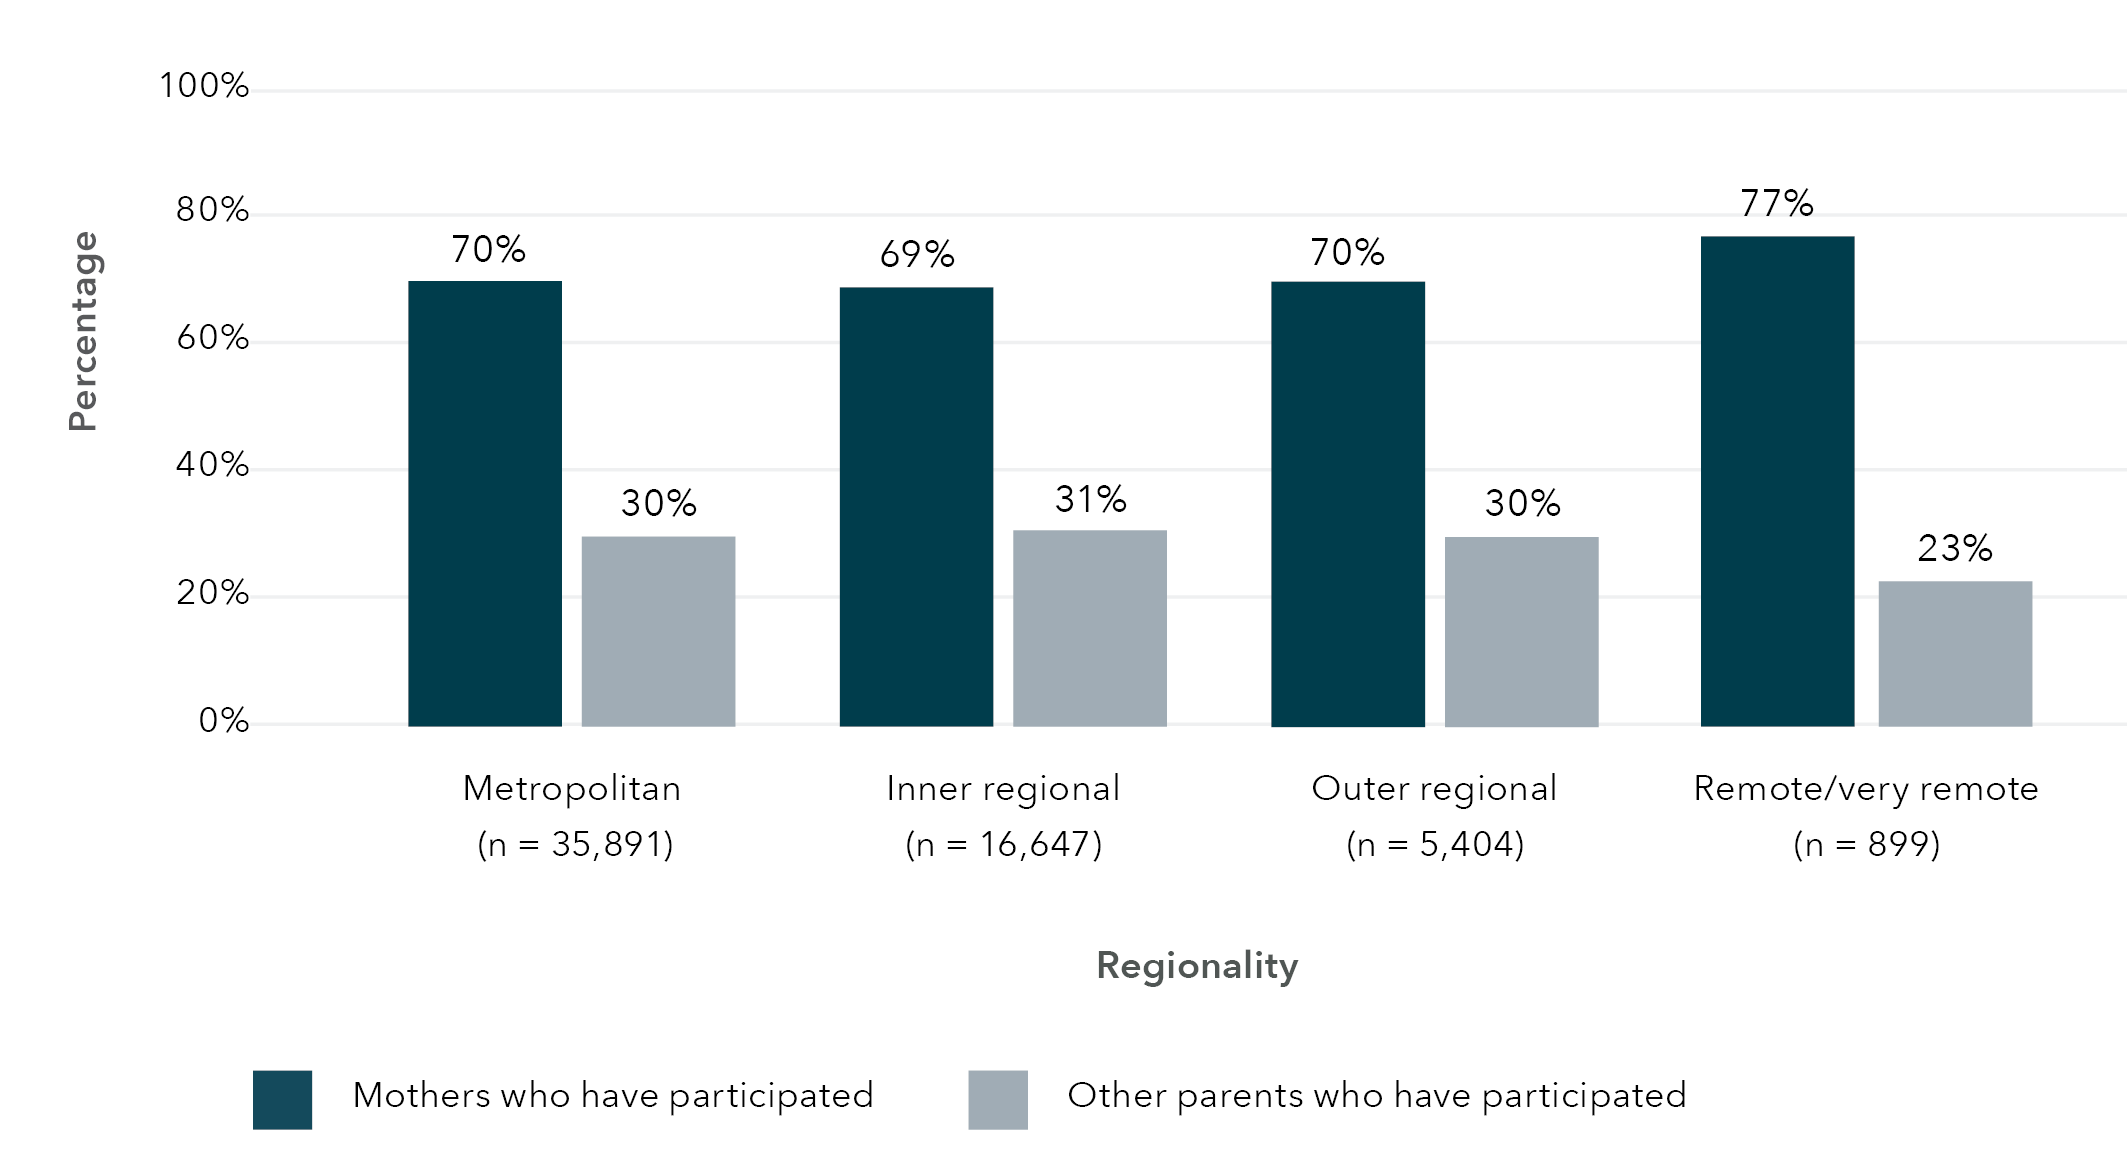 Percentage
100%
80%
60%
40%
20%
0%
70%
30%
69%
31%
70%
30%
77%
23%
Metropolitan
(n = 35,891)
Inner regional
(n = 16,647)
Outer regional
(n = 5,404)
Remote/very remote
(n = 899)
Regionality
Mothers who have participated
Other parents who have participated